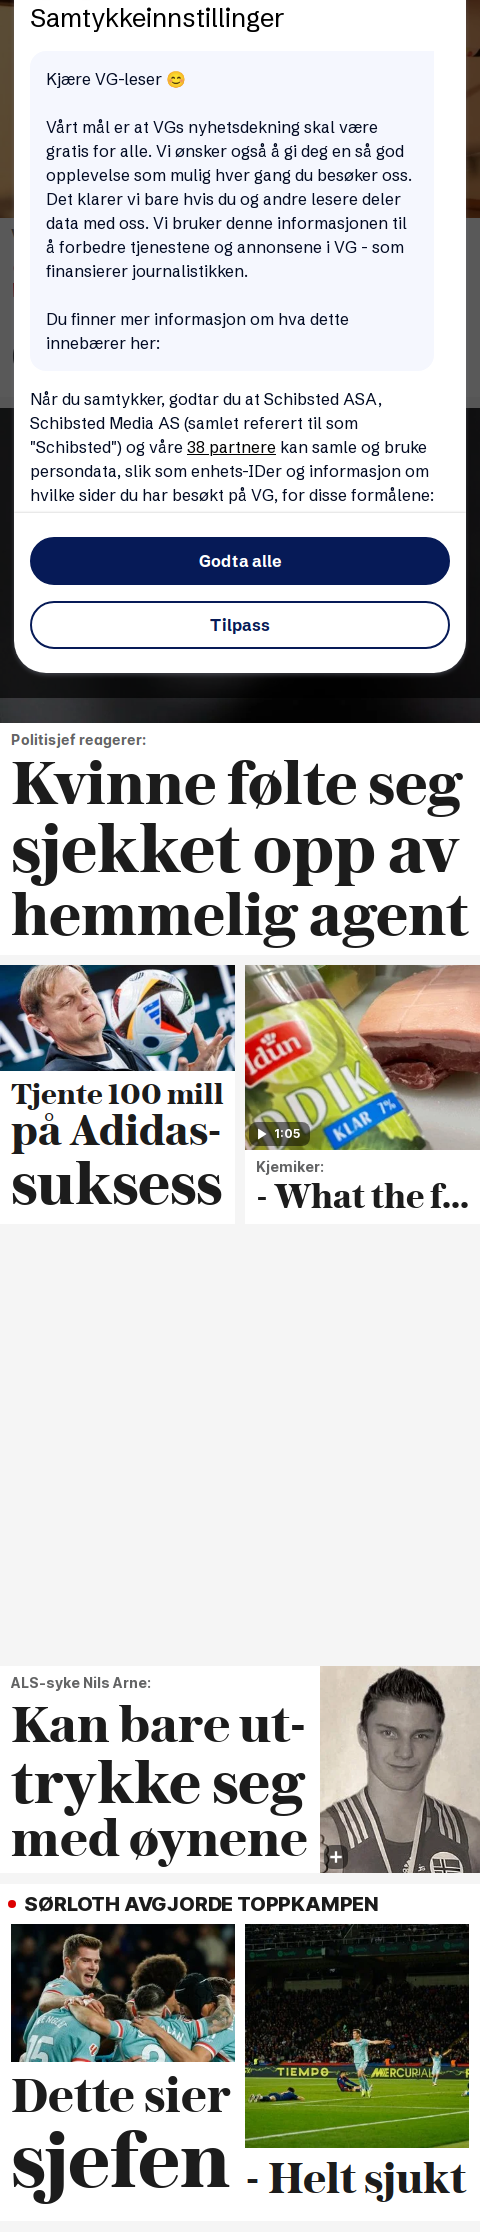 Samtykkeinnstillinger
Kjære VG-leser 😊
Vårt mål er at VGs nyhetsdekning skal være
gratis for alle. Vi ønsker også å gi deg en så god
opplevelse som mulig hver gang du besøker oss.
Det klarer vi bare hvis du og andre lesere deler
data med oss. Vi bruker denne informasjonen til
å forbedre tjenestene og annonsene i VG - som
finansierer journalistikken.
Du finner mer informasjon om hva dette
innebærer her:
Når du samtykker, godtar du at Schibsted ASA,
Schibsted Media AS (samlet referert til som
"Schibsted") og våre 38 partnere kan samle og bruke
persondata, slik som enhets-IDer og informasjon om
hvilke sider du har besøkt på VG, for disse formålene:
Godta alle
Tilpass
Politisjef reagerer:
Kvinne følte seg
sjekket opp av
hemmelig agent
Tjente 100 mill
på Adidas-
suksess
KLAR 7%
1:05
Kjemiker:
- What the f...
ALS-syke Nils Arne:
Kan bare ut-
trykke seg
med øynene
SØRLOTH AVGJORDE TOPPKAMPEN
Dette sier
sjefen
TIEMPO MERCURIAL
- Helt sjukt